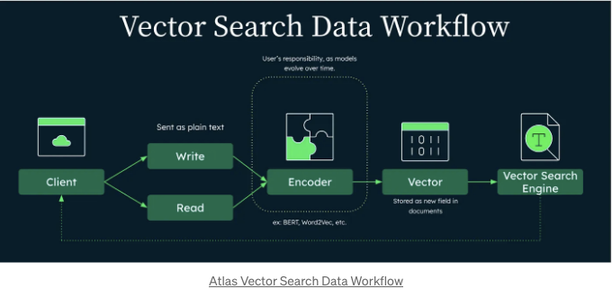 Vector Search Data Workflow
User's responsibility, as models
evolve over time.
Sent as plain text
Write
Client
Read
Encoder
ex: BERT, Word2Vec, etc.
1011
1011
Vector
Stored as new field in
documents
T
Vector Search
Engine
Atlas Vector Search Data Workflow